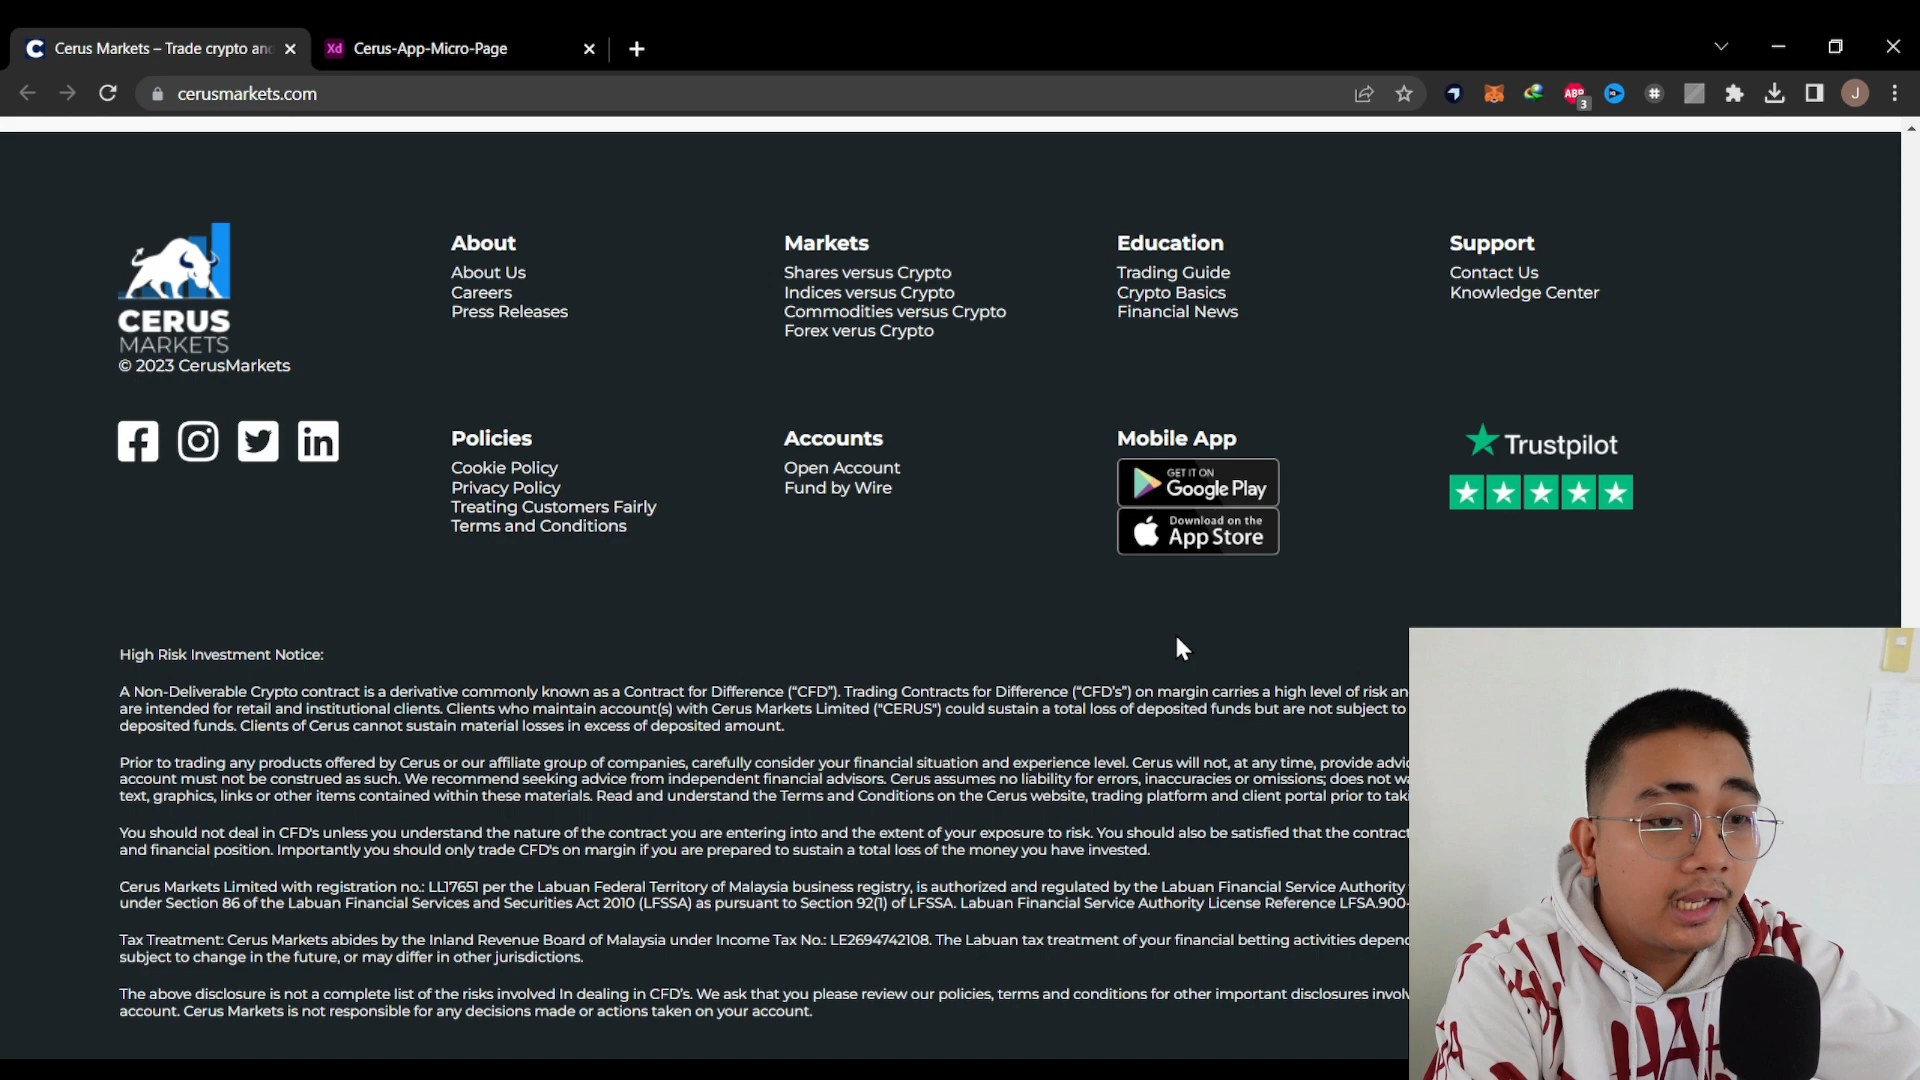 Cerus Markets – Trade crypto and
Xd
Cerus-App-Micro-Page
cerusmarkets.com
ABP
3
J
CERUS
MARKETS
© 2023 CerusMarkets
About
About Us
Careers
Press Releases
Markets
Shares versus Crypto
Indices versus Crypto
Commodities versus Crypto
Forex verus Crypto
Education
Trading Guide
Crypto Basics
Financial News
Support
Contact Us
Knowledge Center
Policies
Cookie Policy
Privacy Policy
Treating Customers Fairly
Terms and Conditions
Accounts
Open Account
Fund by Wire
Mobile App
GET IT ON
Google Play
Download on the
App Store
Trustpilot
High Risk Investment Notice:
A Non-Deliverable Crypto contract is a derivative commonly known as a Contract for Difference (“CFD”). Trading Contracts for Difference (“CFD’s”) on margin carries a high level of risk an
are intended for retail and institutional clients. Clients who maintain account(s) with Cerus Markets Limited ("CERUS") could sustain a total loss of deposited funds but are not subject to
deposited funds. Clients of Cerus cannot sustain material losses in excess of deposited amount.
Prior to trading any products offered by Cerus or our affiliate group of companies, carefully consider your financial situation and experience level. Cerus will not, at any time, provide advi
account must not be construed as such. We recommend seeking advice from independent financial advisors. Cerus assumes no liability for errors, inaccuracies or omissions; does not wa
text, graphics, links or other items contained within these materials. Read and understand the Terms and Conditions on the Cerus website, trading platform and client portal prior to taki
You should not deal in CFD's unless you understand the nature of the contract you are entering into and the extent of your exposure to risk. You should also be satisfied that the contract
and financial position. Importantly you should only trade CFD's on margin if you are prepared to sustain a total loss of the money you have invested.
Cerus Markets Limited with registration no.: LL17651 per the Labuan Federal Territory of Malaysia business registry, is authorized and regulated by the Labuan Financial Service Authority
under Section 86 of the Labuan Financial Services and Securities Act 2010 (LFSSA) as pursuant to Section 92(1) of LFSSA. Labuan Financial Service Authority License Reference LFSA.900-
Tax Treatment: Cerus Markets abides by the Inland Revenue Board of Malaysia under Income Tax No.: LE2694742108. The Labuan tax treatment of your financial betting activities depend
subject to change in the future, or may differ in other jurisdictions.
The above disclosure is not a complete list of the risks involved In dealing in CFD’s. We ask that you please review our policies, terms and conditions for other important disclosures involv
account. Cerus Markets is not responsible for any decisions made or actions taken on your account.